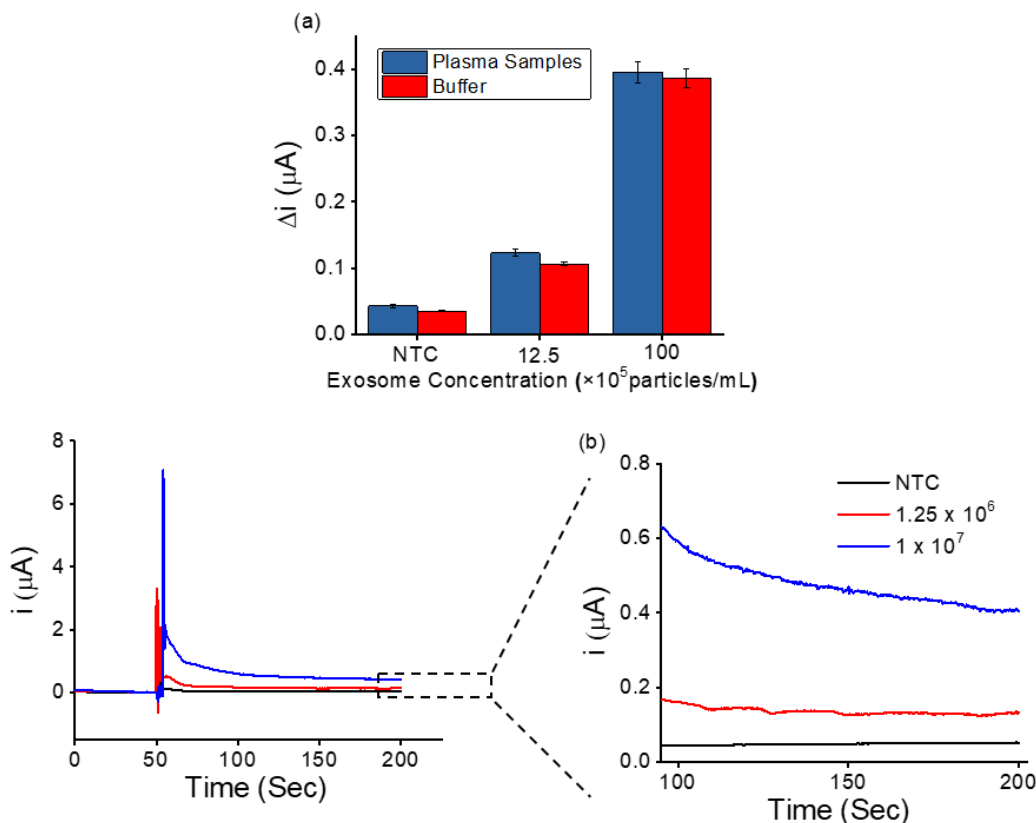 (a)
Plasma Samples
Buffer
0.4
0.3
0.2
0.1
0.0
Δi (μA)
NTC 12.5 100
Exosome Concentration (×10⁵particles/mL)
8
6
4
2
0
i (μA)
0 50 100 150 200
Time (Sec)
(b)
0.8
0.6
0.4
0.2
0.0
i (μA)
NTC
1.25 x 10⁶
1 x 10⁷
100 150 200
Time (Sec)